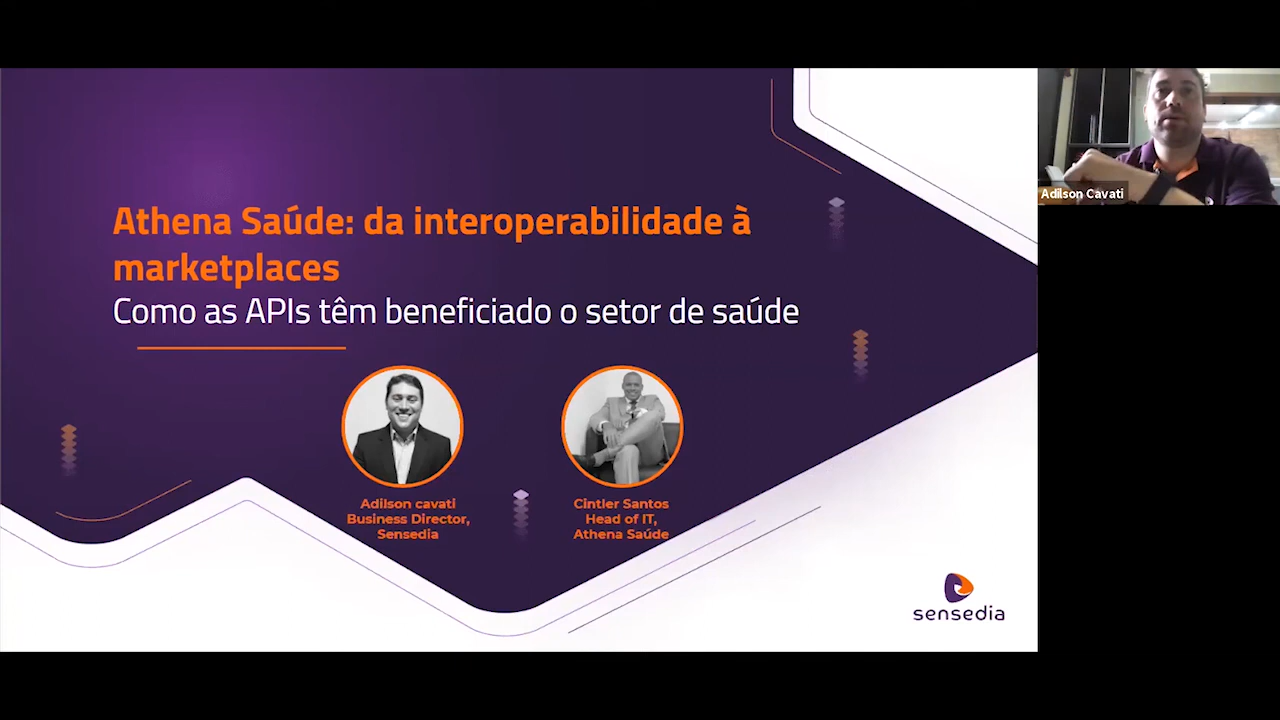 Athena Saúde: da interoperabilidade à
marketplaces
Como as APIs têm beneficiado o setor de saúde
Adilson cavati
Business Director,
Sensedia
Cintler Santos
Head of IT,
Athena Saúde
sensedia
Adilson Cavati